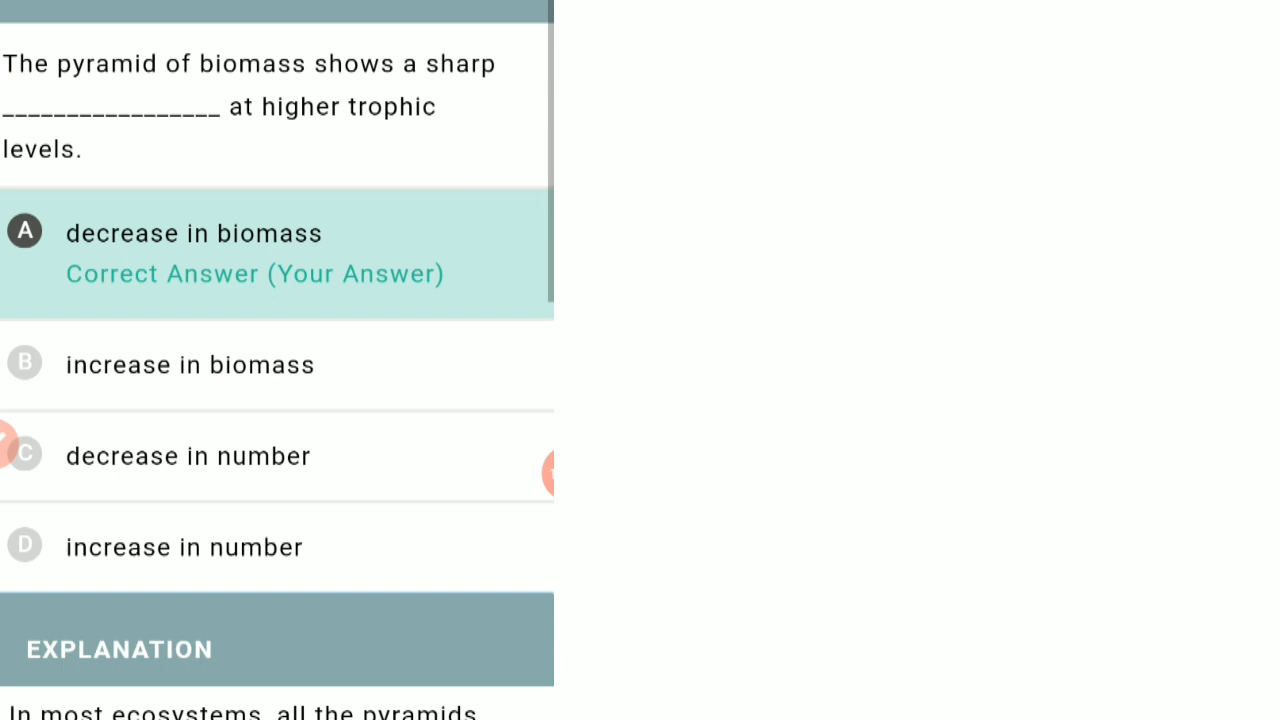 The pyramid of biomass shows a sharp
_________________ at higher trophic
levels.
A decrease in biomass
Correct Answer (Your Answer)
B increase in biomass
C decrease in number
D increase in number
EXPLANATION
In most ecosystems, all the pyramids